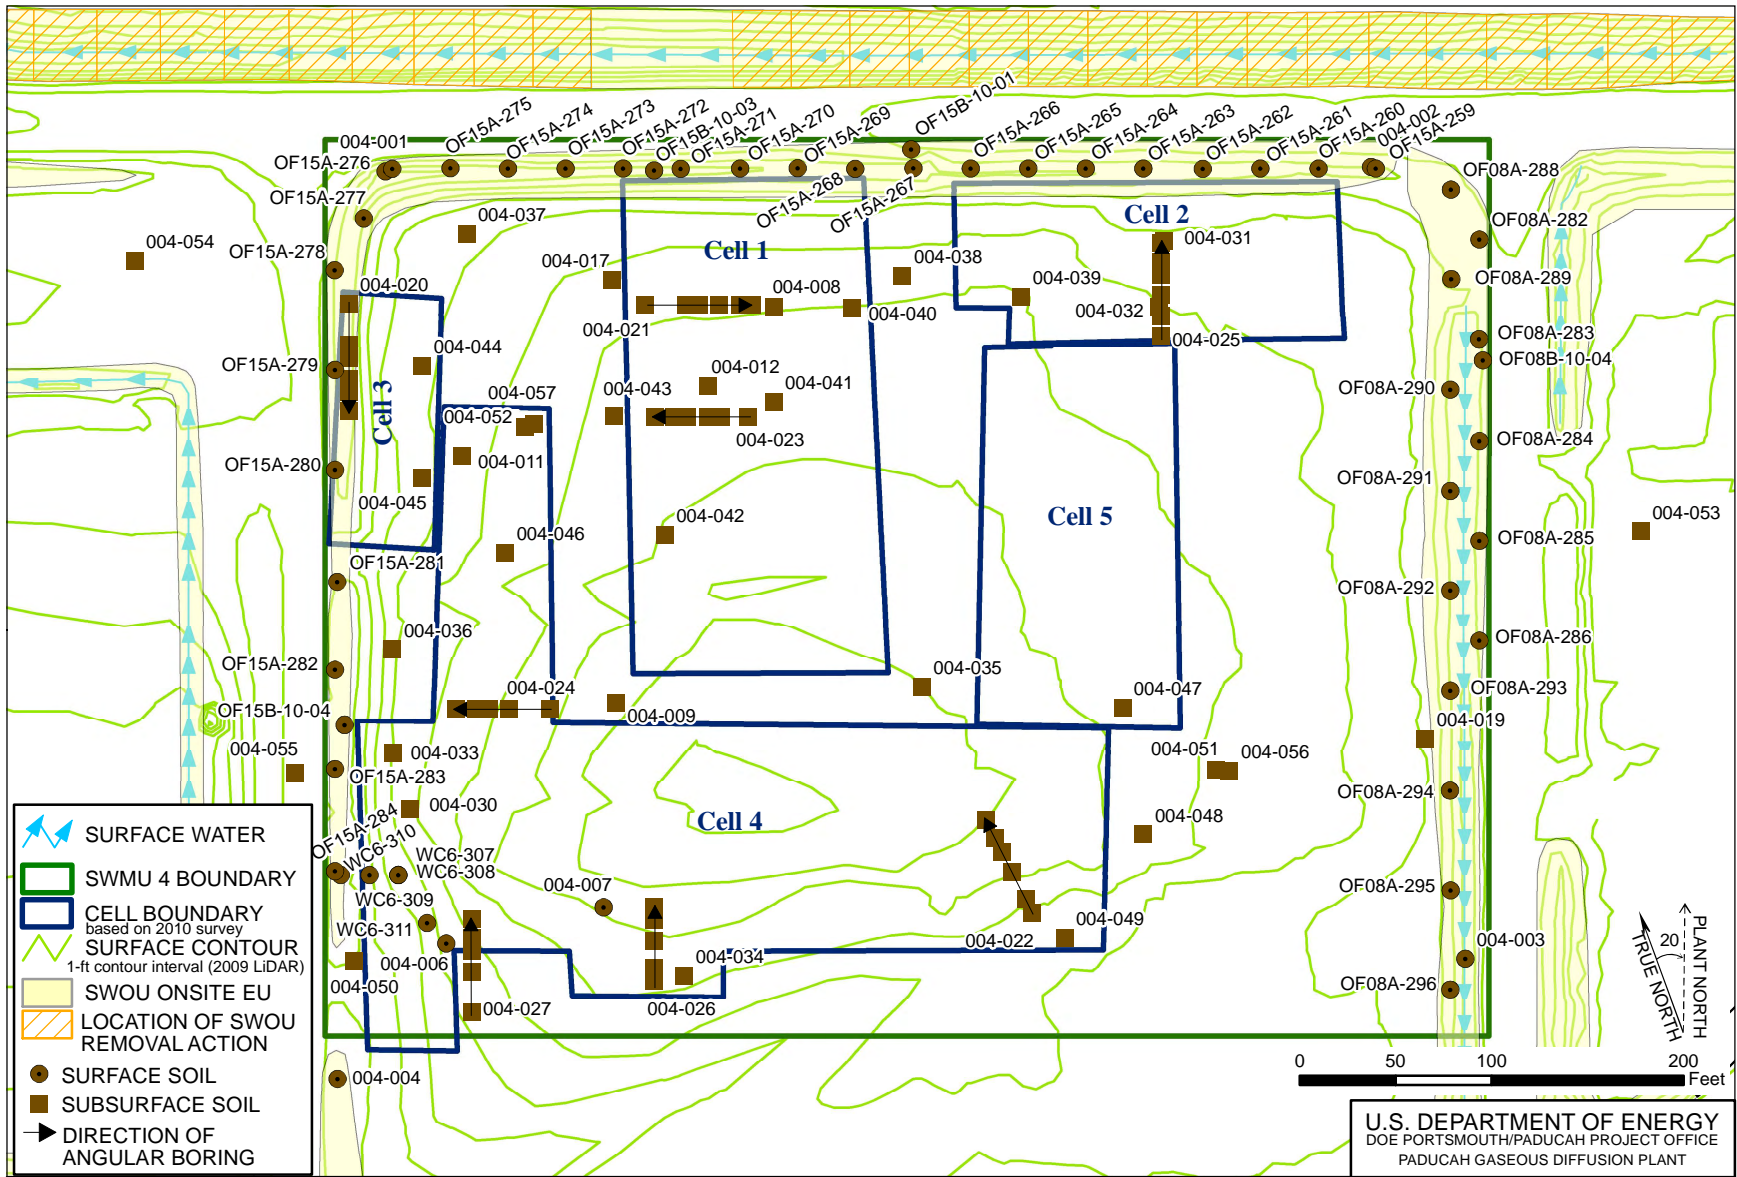 OF15A-275
OF15A-274
OF15A-273
OF15A-272
OF15B-10-03
OF15A-271
OF15A-270
OF15A-269
OF15B-10-01
OF15A-266
OF15A-265
OF15A-264
OF15A-263
OF15A-262
OF15A-261
OF15A-260
004-002
OF15A-259
004-001
OF15A-276
OF15A-277
OF08A-288
OF15A-268
OF15A-267
004-037
Cell 1
Cell 2
OF08A-282
004-054
OF15A-278
004-017
004-038
004-031
004-020
004-008
004-039
OF08A-289
004-021
004-040
004-032
004-025
OF08A-283
OF08B-10-04
004-044
OF15A-279
004-012
004-041
OF08A-290
Cell 3
004-057
004-043
004-052
004-023
OF08A-284
004-011
OF15A-280
OF08A-291
004-045
004-042
Cell 5
004-053
004-046
OF08A-285
OF15A-281
OF08A-292
004-036
OF08A-286
OF15A-282
004-035
004-024
004-047
OF08A-293
OF15B-10-04
004-009
004-019
004-055
004-033
004-051
004-056
OF15A-283
OF08A-294
004-030
Cell 4
004-048
OF15A-284
WC6-310
WC6-307
WC6-308
004-007
OF08A-295
WC6-309
004-049
WC6-311
004-022
004-003
004-006
004-034
004-050
OF08A-296
004-027
004-026
004-004
SURFACE WATER
SWMU 4 BOUNDARY
CELL BOUNDARY
based on 2010 survey
SURFACE CONTOUR
1-ft contour interval (2009 LiDAR)
SWOU ONSITE EU
LOCATION OF SWOU
REMOVAL ACTION
SURFACE SOIL
SUBSURFACE SOIL
DIRECTION OF
ANGULAR BORING
20
TRUE NORTH
PLANT NORTH
0 50 100 200
Feet
U.S. DEPARTMENT OF ENERGY
DOE PORTSMOUTH/PADUCAH PROJECT OFFICE
PADUCAH GASEOUS DIFFUSION PLANT